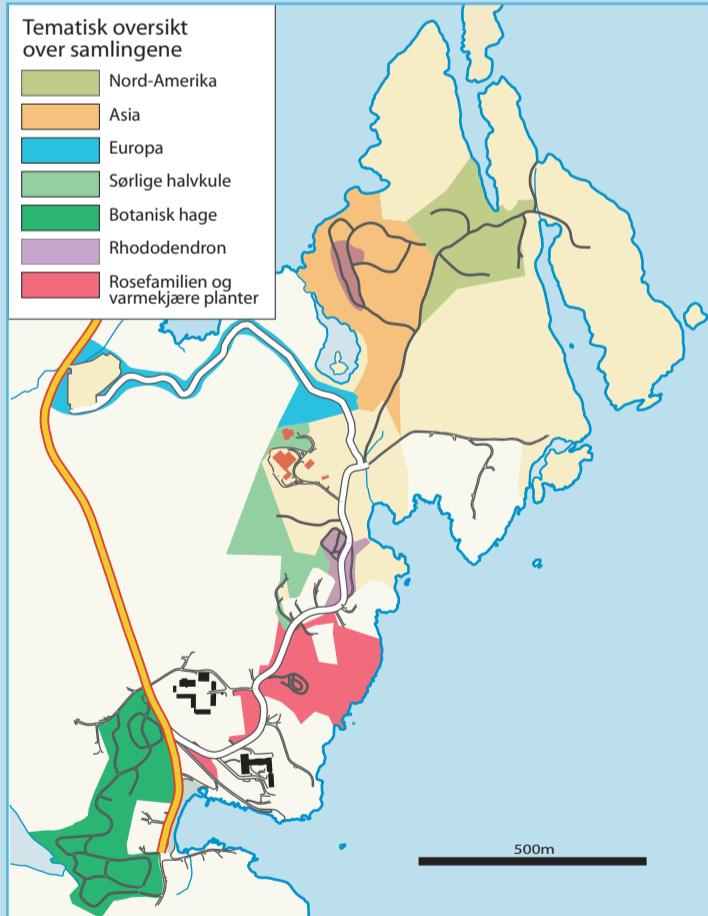 Tematisk oversikt
over samlingene
Nord-Amerika
Asia
Europa
Sørlige halvkule
Botanisk hage
Rhododendron
Rosefamilien og
varmekjære planter
500m